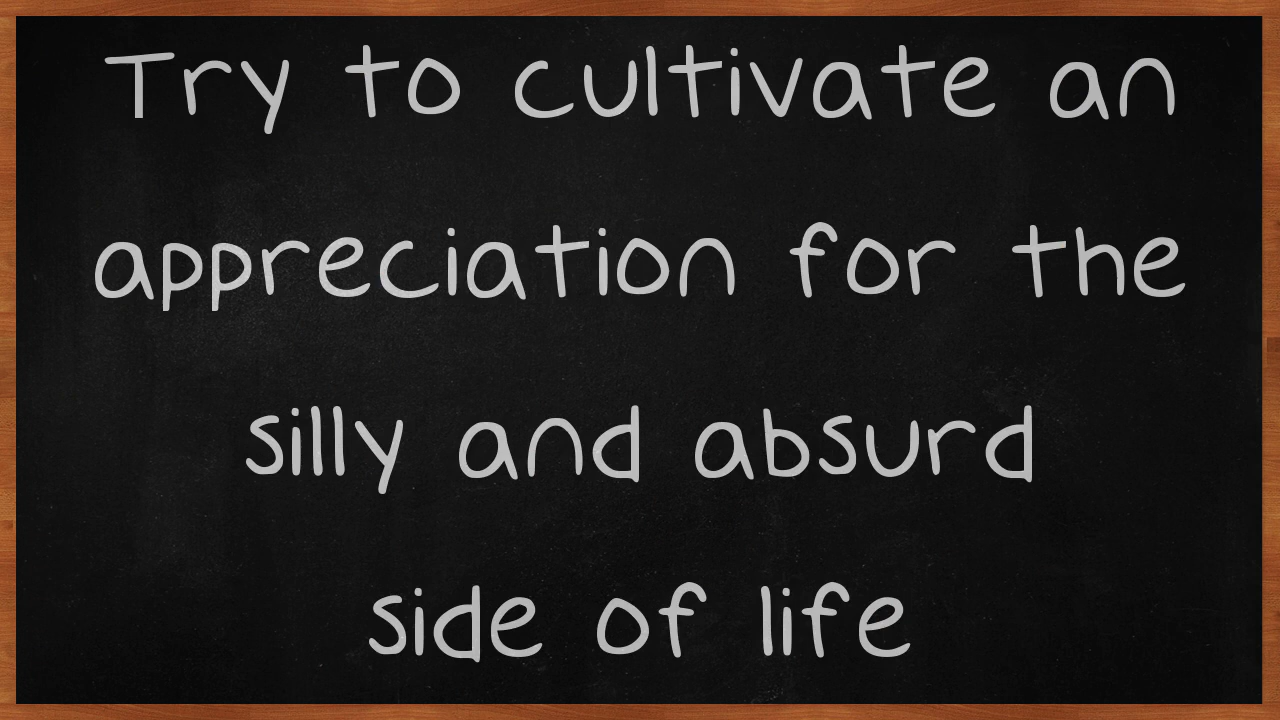 Try to cultivate an
appreciation for the
silly and absurd
side of life